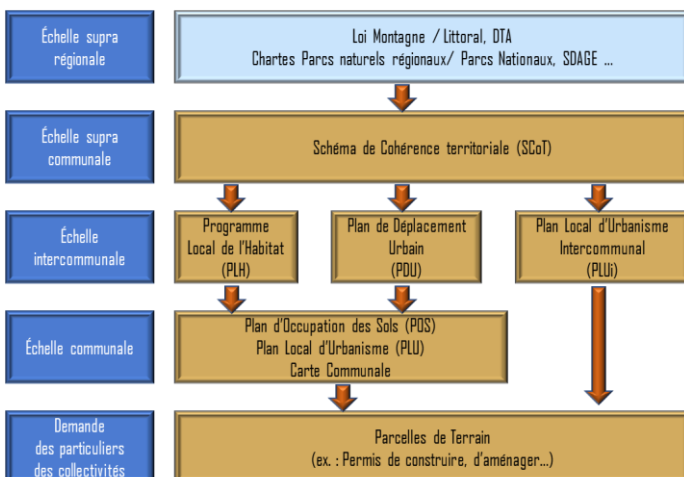 Échelle supra
régionale
Loi Montagne / Littoral, DTA
Chartes Parcs naturels régionaux/ Parcs Nationaux, SDAGE ...
Échelle supra
communale
Schéma de Cohérence territoriale (SCoT)
Échelle
intercommunale
Programme
Local de l'Habitat
(PLH)
Plan de Déplacement
Urbain
(PDU)
Plan Local d'Urbanisme
Intercommunal
(PLUi)
Échelle communale
Plan d'Occupation des Sols (POS)
Plan Local d'Urbanisme (PLU)
Carte Communale
Demande
des particuliers
des collectivités
Parcelles de Terrain
(ex. : Permis de construire, d'aménager...)